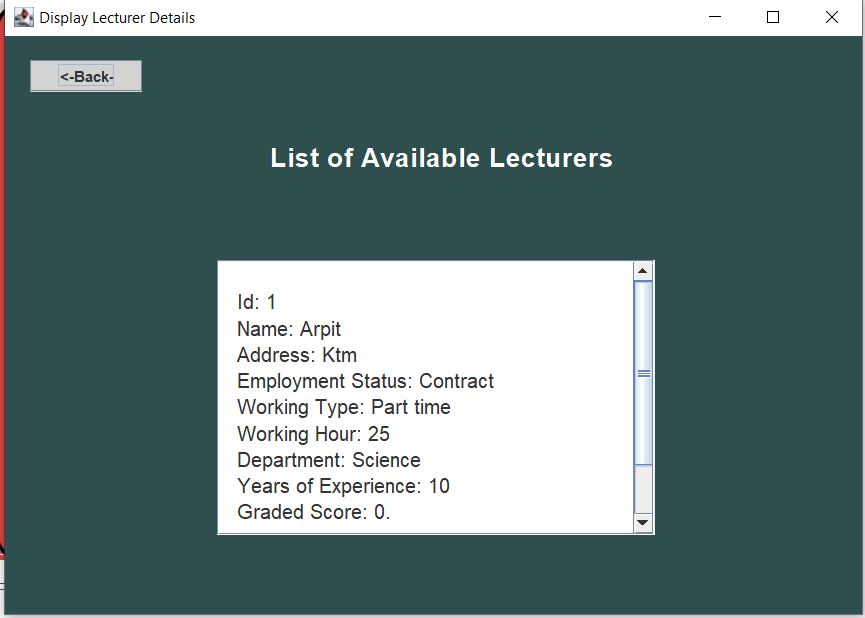 Display Lecturer Details
<-Back-
List of Available Lecturers
Id: 1
Name: Arpit
Address: Ktm
Employment Status: Contract
Working Type: Part time
Working Hour: 25
Department: Science
Years of Experience: 10
Graded Score: 0.